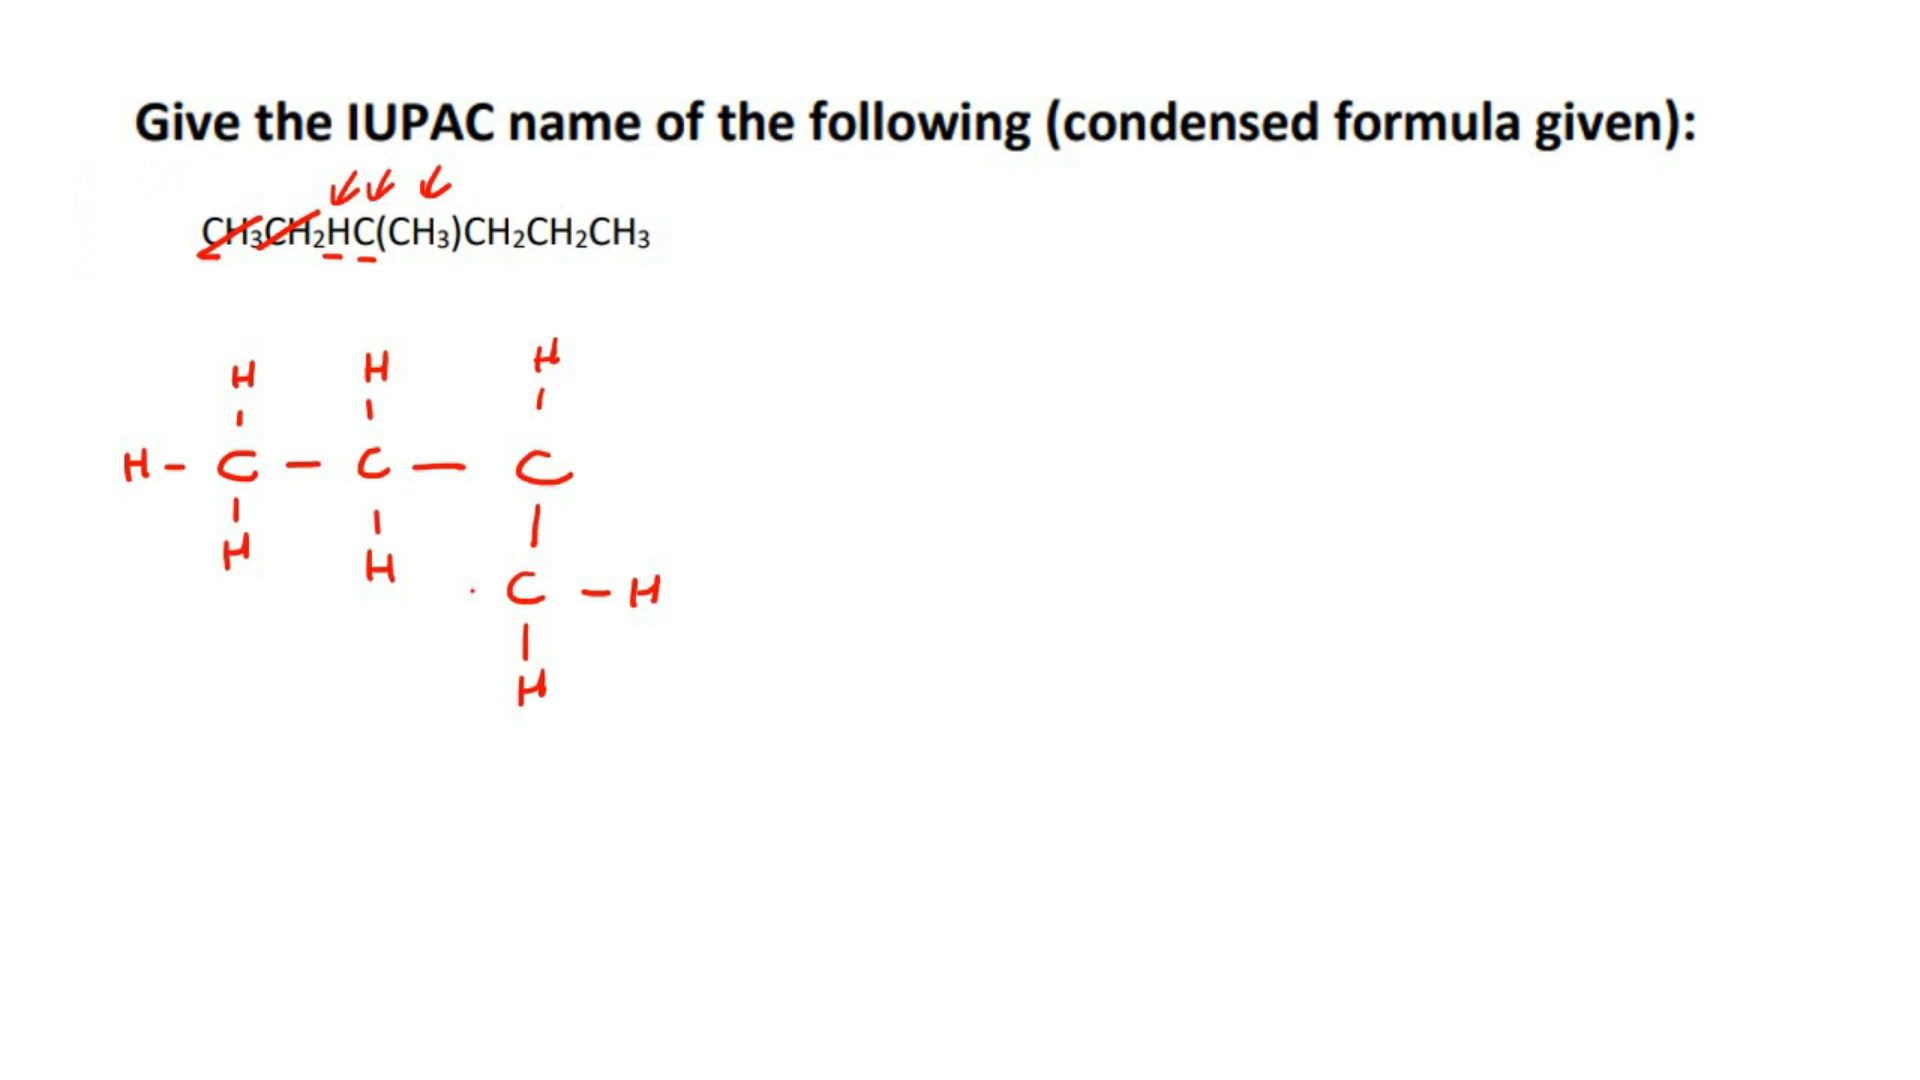 Give the IUPAC name of the following (condensed formula given):
CH₃CH₂HC(CH₃)CH₂CH₂CH₃
H H H
H - C - C - C
H H
C - H
H